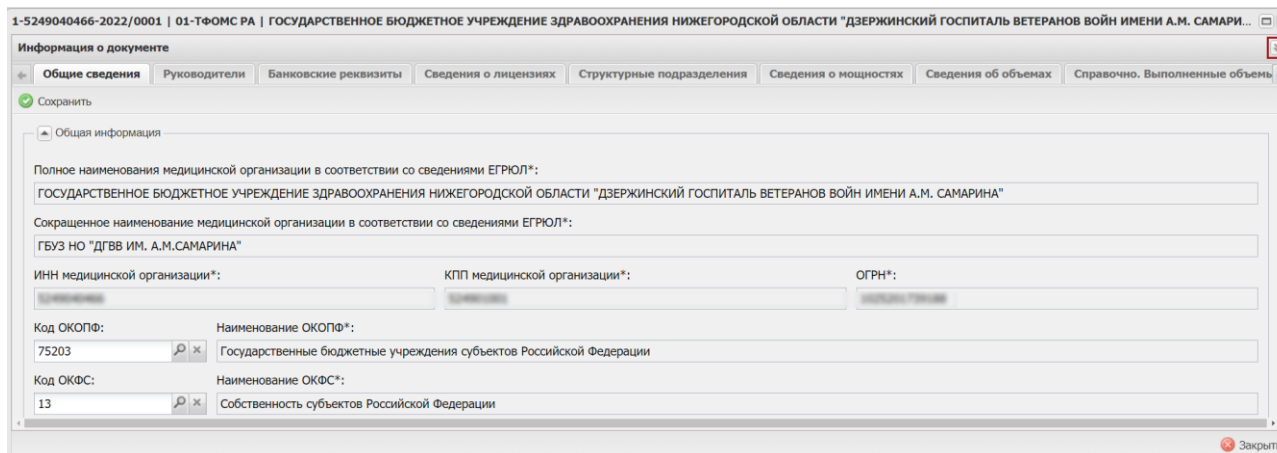 1-5249040466-2022/0001 | 01-ТФОМС РА | ГОСУДАРСТВЕННОЕ БЮДЖЕТНОЕ УЧРЕЖДЕНИЕ ЗДРАВООХРАНЕНИЯ НИЖЕГОРОДСКОЙ ОБЛАСТИ "ДЗЕРЖИНСКИЙ ГОСПИТАЛЬ ВЕТЕРАНОВ ВОЙН ИМЕНИ А.М. САМАРИ...
Информация о документе
Общие сведения Руководители Банковские реквизиты Сведения о лицензиях Структурные подразделения Сведения о мощностях Сведения об объемах Справочно. Выполненные объемь
Сохранить
Общая информация
Полное наименования медицинской организации в соответствии со сведениями ЕГРЮЛ*:
ГОСУДАРСТВЕННОЕ БЮДЖЕТНОЕ УЧРЕЖДЕНИЕ ЗДРАВООХРАНЕНИЯ НИЖЕГОРОДСКОЙ ОБЛАСТИ "ДЗЕРЖИНСКИЙ ГОСПИТАЛЬ ВЕТЕРАНОВ ВОЙН ИМЕНИ А.М. САМАРИНА"
Сокращенное наименование медицинской организации в соответствии со сведениями ЕГРЮЛ*:
ГБУЗ НО "ДГВВ ИМ. А.М.САМАРИНА"
ИНН медицинской организации*: КПП медицинской организации*: ОГРН*:
Код ОКОПФ: Наименование ОКОПФ*:
75203 Государственные бюджетные учреждения субъектов Российской Федерации
Код ОКФС: Наименование ОКФС*:
13 Собственность субъектов Российской Федерации
Закрыт